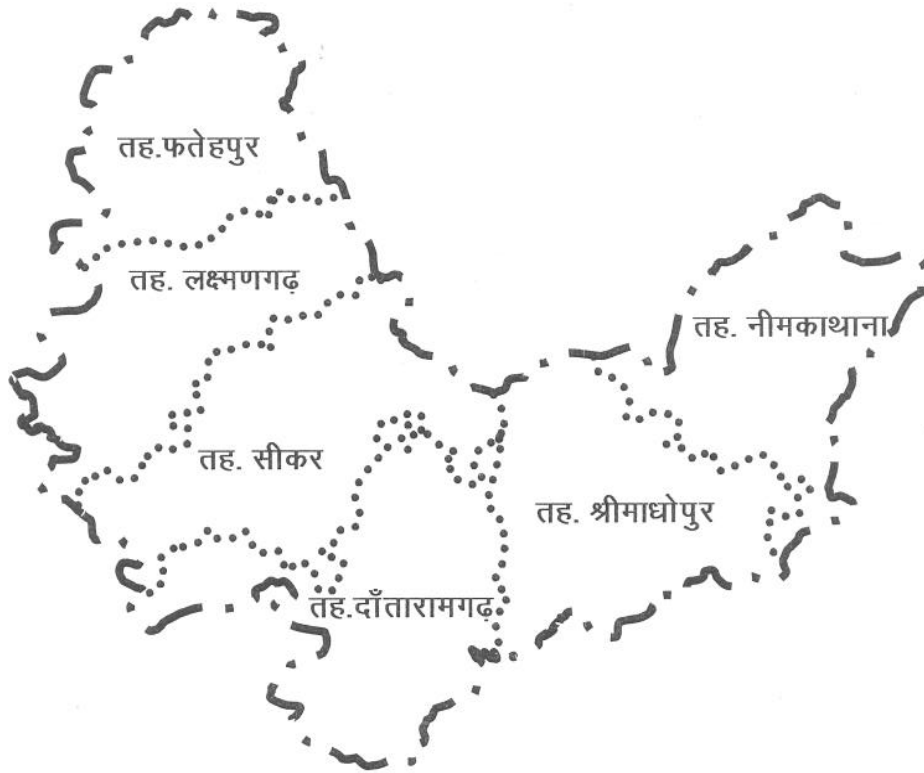 तह.फतेहपुर
तह. लक्ष्मणगढ़
तह. नीमकाथाना
तह. सीकर
तह. श्रीमाधोपुर
तह.दाँतारामगढ़